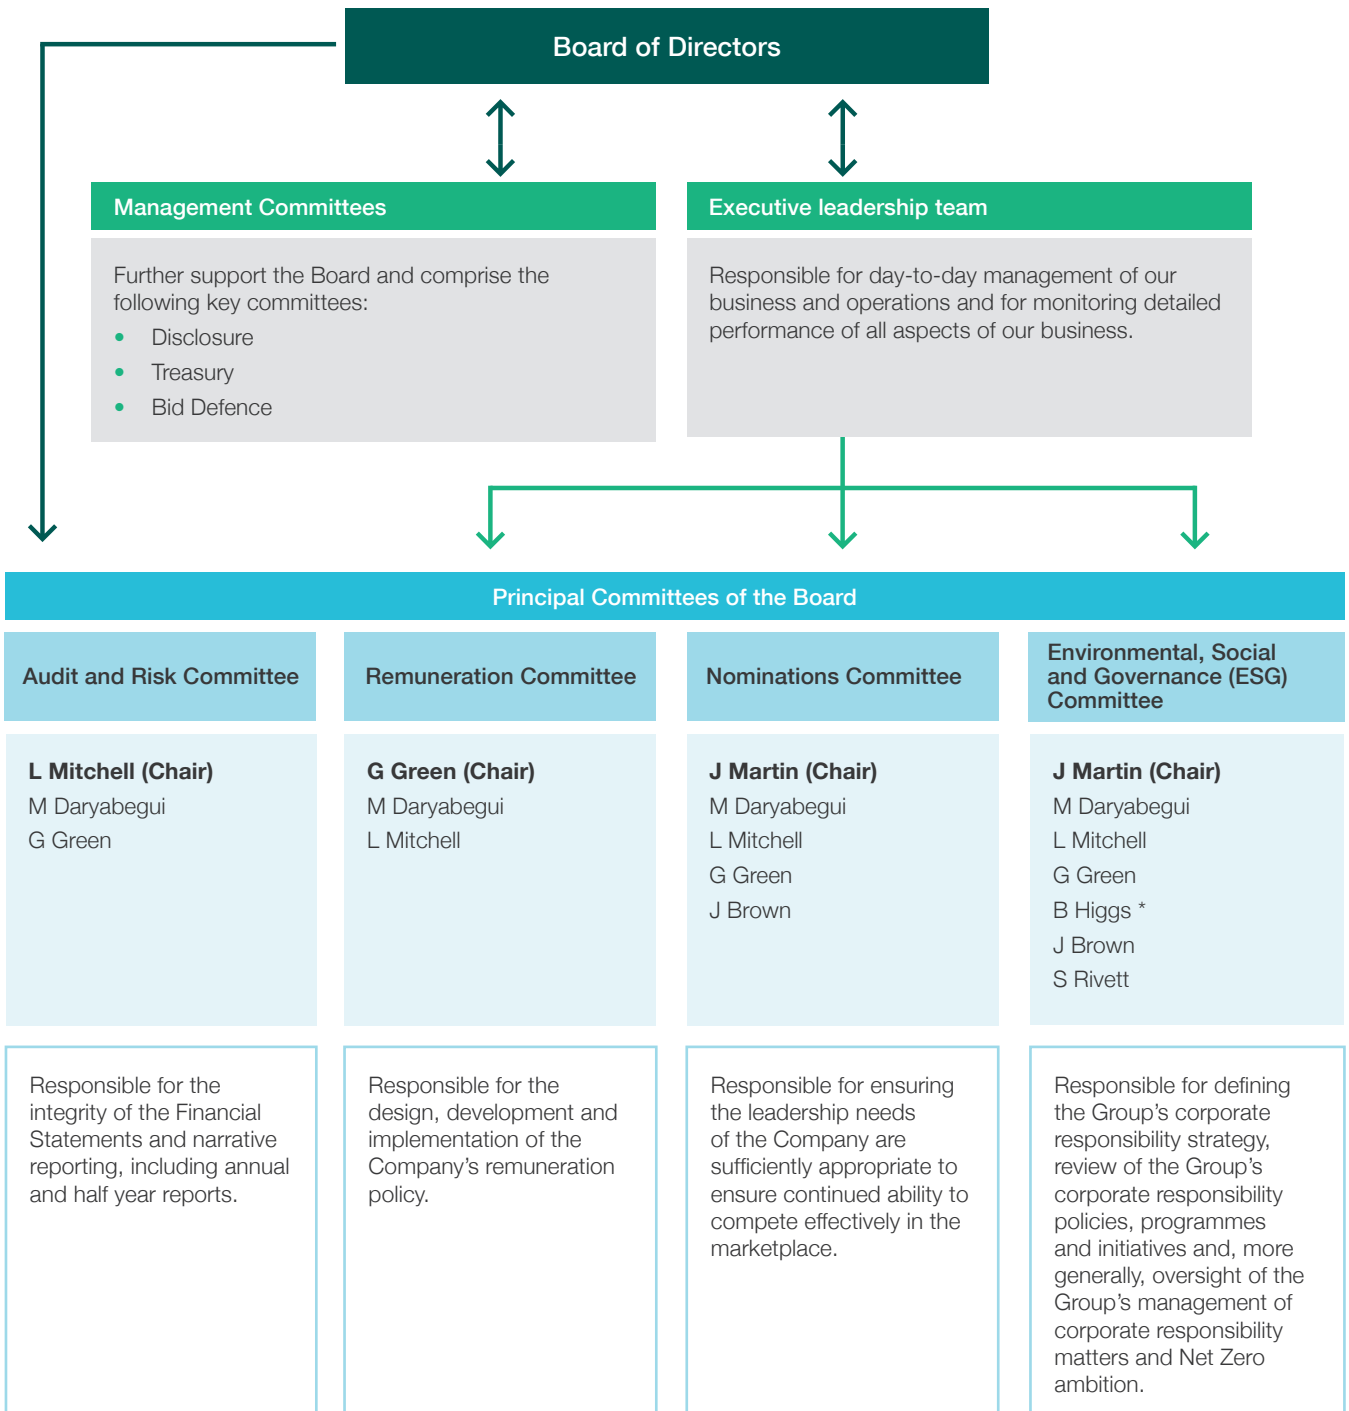 Board of Directors
Management Committees
Further support the Board and comprise the
following key committees:
• Disclosure
• Treasury
• Bid Defence
Executive leadership team
Responsible for day-to-day management of our
business and operations and for monitoring detailed
performance of all aspects of our business.
Principal Committees of the Board
Audit and Risk Committee
L Mitchell (Chair)
M Daryabegui
G Green
Responsible for the
integrity of the Financial
Statements and narrative
reporting, including annual
and half year reports.
Remuneration Committee
G Green (Chair)
M Daryabegui
L Mitchell
Responsible for the
design, development and
implementation of the
Company’s remuneration
policy.
Nominations Committee
J Martin (Chair)
M Daryabegui
L Mitchell
G Green
J Brown
Responsible for ensuring
the leadership needs
of the Company are
sufficiently appropriate to
ensure continued ability to
compete effectively in the
marketplace.
Environmental, Social
and Governance (ESG)
Committee
J Martin (Chair)
M Daryabegui
L Mitchell
G Green
B Higgs *
J Brown
S Rivett
Responsible for defining
the Group’s corporate
responsibility strategy,
review of the Group’s
corporate responsibility
policies, programmes
and initiatives and, more
generally, oversight of the
Group’s management of
corporate responsibility
matters and Net Zero
ambition.